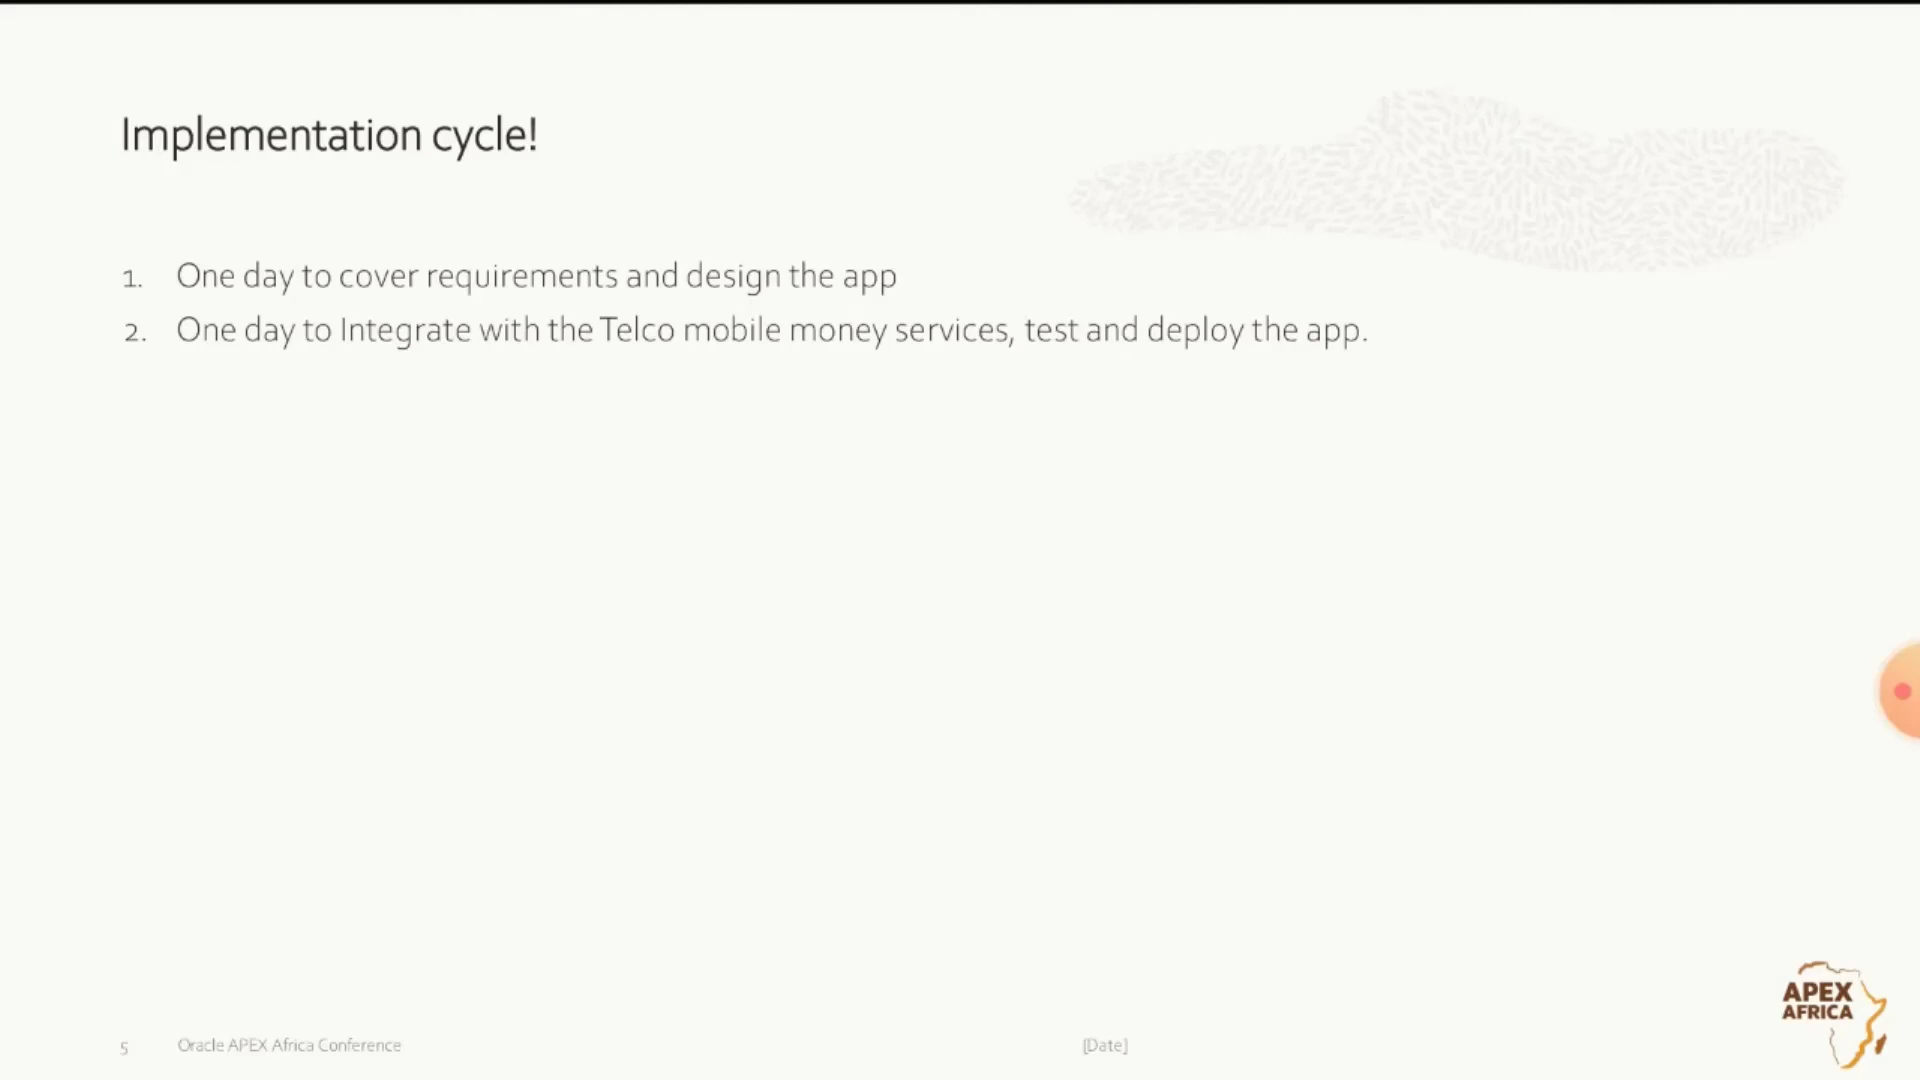 Implementation cycle!
1. One day to cover requirements and design the app
2. One day to Integrate with the Telco mobile money services, test and deploy the app.
5 Oracle APEX Africa Conference [Date]
APEX
AFRICA